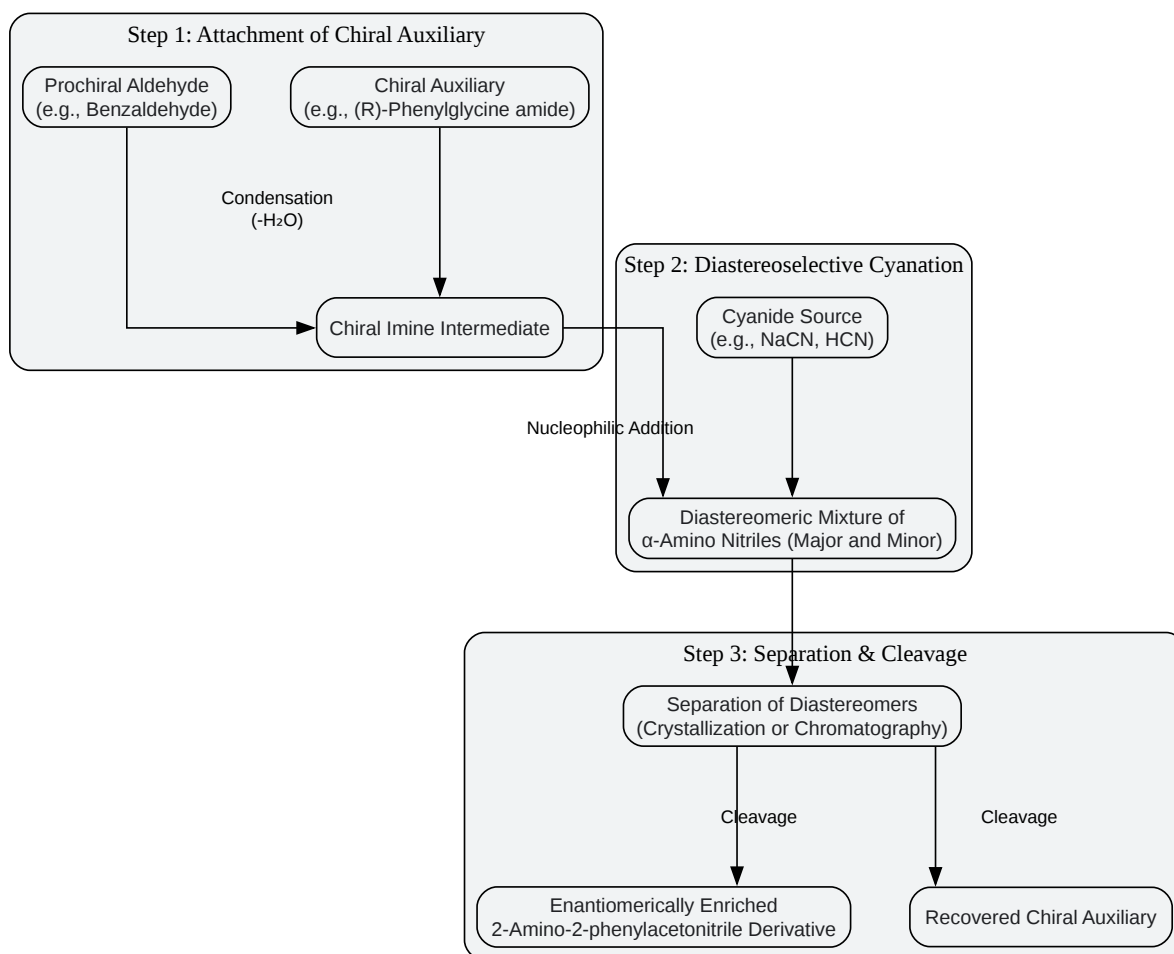 Step 1: Attachment of Chiral Auxiliary
Prochiral Aldehyde
(e.g., Benzaldehyde)
Chiral Auxiliary
(e.g., (R)-Phenylglycine amide)
Condensation
(-H₂O)
Chiral Imine Intermediate
Step 2: Diastereoselective Cyanation
Cyanide Source
(e.g., NaCN, HCN)
Nucleophilic Addition
Diastereomeric Mixture of
α-Amino Nitriles (Major and Minor)
Step 3: Separation & Cleavage
Separation of Diastereomers
(Crystallization or Chromatography)
Cleavage
Cleavage
Enantiomerically Enriched
2-Amino-2-phenylacetonitrile Derivative
Recovered Chiral Auxiliary